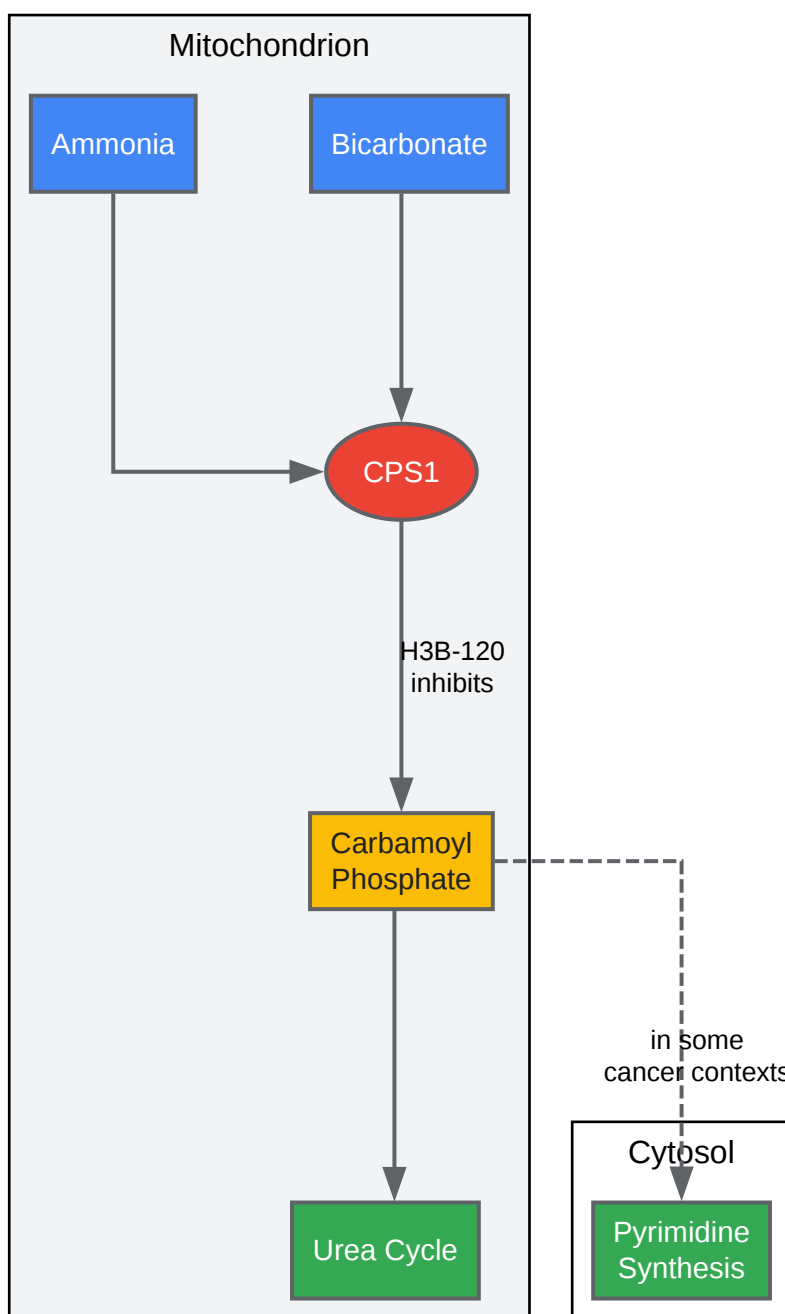 Mitochondrion
Ammonia
Bicarbonate
CPS1
H3B-120
inhibits
Carbamoyl
Phosphate
in some
cancer contexts
Cytosol
Urea Cycle
Pyrimidine
Synthesis